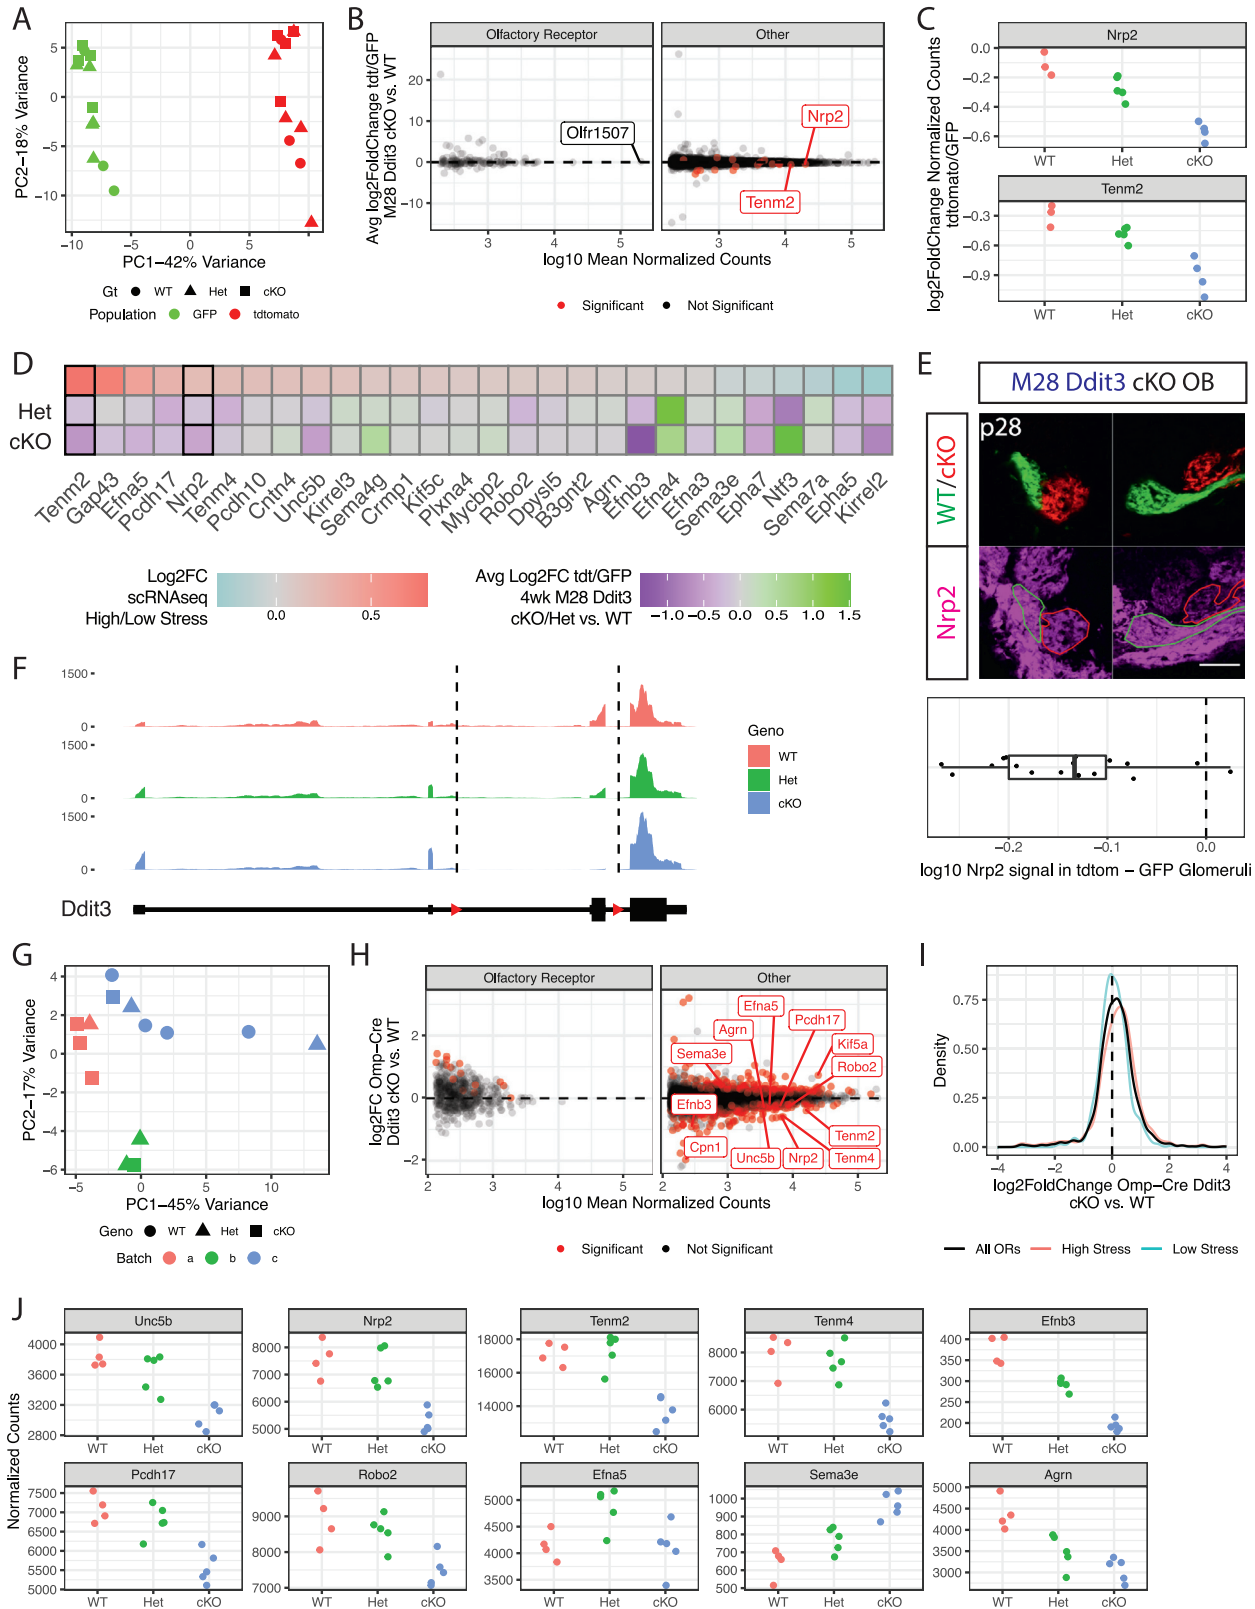 A
PC2−18% Variance
5
0
−5
−10
−10
−5
0
5
10
PC1−42% Variance
Gt WT Het cKO
Population GFP tdtomato
B
Avg log2FoldChange tdt/GFP
M28 Ddit3 cKO vs. WT
Olfactory Receptor
Other
20
10
0
−10
Olfr1507
Nrp2
Tenm2
3 4 5 3 4 5
log10 Mean Normalized Counts
Significant Not Significant
C
log2FoldChange Normalized Counts
tdtomato/GFP
Nrp2
0.0
−0.2
−0.4
−0.6
WT Het cKO
Tenm2
−0.3
−0.6
−0.9
WT Het cKO
D
Het
cKO
Tenm2
Gap43
Efna5
Pcdh17
Nrp2
Tenm4
Pcdh10
Cntn4
Unc5b
Kirrel3
Sema4g
Crmp1
Kif5c
Plxna4
Mycbp2
Robo2
Dpysl5
B3gnt2
Agrn
Efnb3
Efna4
Efna3
Sema3e
Epha7
Ntf3
Sema7a
Epha5
Kirrel2
Log2FC
scRNAseq
High/Low Stress
0.0 0.5
Avg Log2FC tdt/GFP
4wk M28 Ddit3
cKO/Het vs. WT
−1.0 −0.5 0.0 0.5 1.0 1.5
E
M28 Ddit3 cKO OB
WT/cKO
p28
Nrp2
−0.2 −0.1 0.0
log10 Nrp2 signal in tdtom − GFP Glomeruli
F
1500
0
1500
0
1500
0
Geno
WT
Het
cKO
Ddit3
G
PC2−17% Variance
4
2
0
−2
−4
−6
−5 0 5 10
PC1−45% Variance
Geno WT Het cKO
Batch a b c
H
log2FC Omp−Cre
Ddit3 cKO vs. WT
Olfactory Receptor
Other
2
0
−2
Efna5
Agrn
Pcdh17
Sema3e
Kif5a
Robo2
Efnb3
Tenm2
Cpn1
Unc5b
Nrp2
Tenm4
2 3 4 5 2 3 4 5
log10 Mean Normalized Counts
Significant Not Significant
I
Density
0.75
0.50
0.25
0.00
−4 −2 0 2 4
log2FoldChange Omp−Cre Ddit3
cKO vs. WT
All ORs High Stress Low Stress
J
Normalized Counts
Unc5b
4000
3600
3200
2800
WT Het cKO
Nrp2
8000
7000
6000
5000
WT Het cKO
Tenm2
18000
16000
14000
WT Het cKO
Tenm4
8000
7000
6000
WT Het cKO
Efnb3
400
350
300
250
200
WT Het cKO
Pcdh17
7500
7000
6500
6000
5500
5000
WT Het cKO
Robo2
9000
8000
7000
WT Het cKO
Efna5
5000
4500
4000
3500
WT Het cKO
Sema3e
1000
900
800
700
600
500
WT Het cKO
Agrn
5000
4500
4000
3500
3000
WT Het cKO